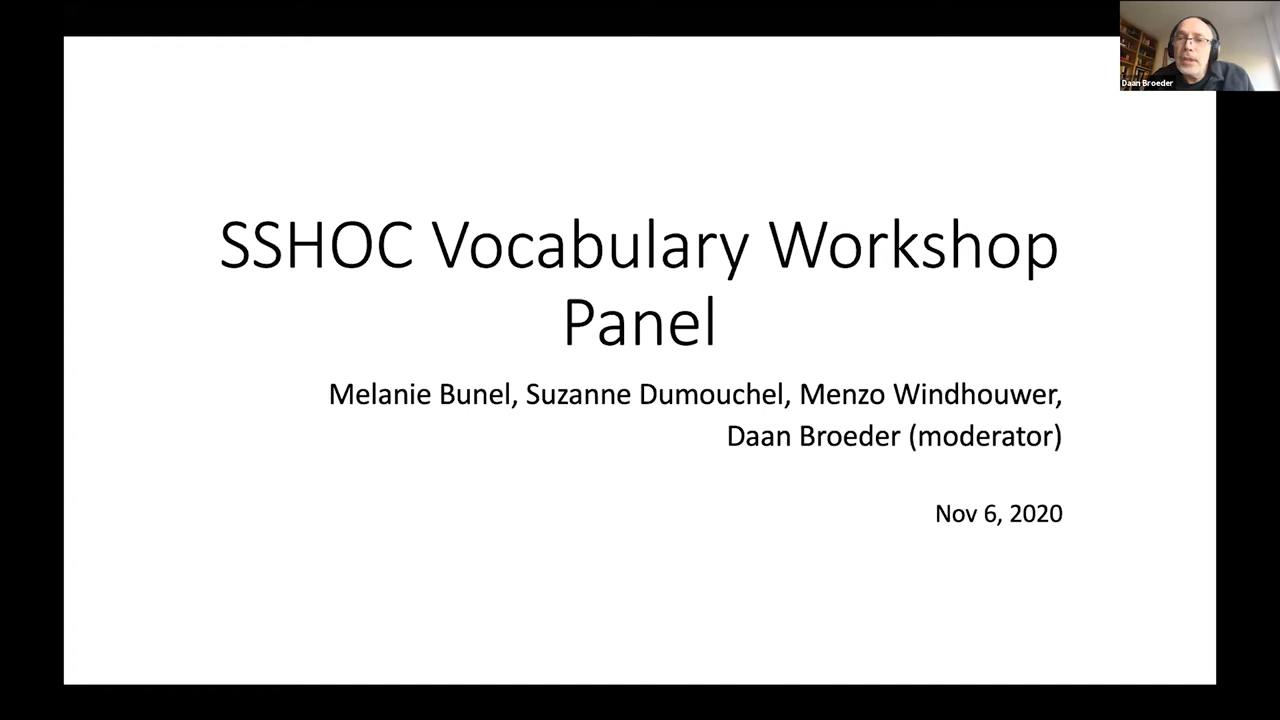 Daan Broeder
SSHOC Vocabulary Workshop
Panel
Melanie Bunel, Suzanne Dumouchel, Menzo Windhouwer,
Daan Broeder (moderator)
Nov 6, 2020